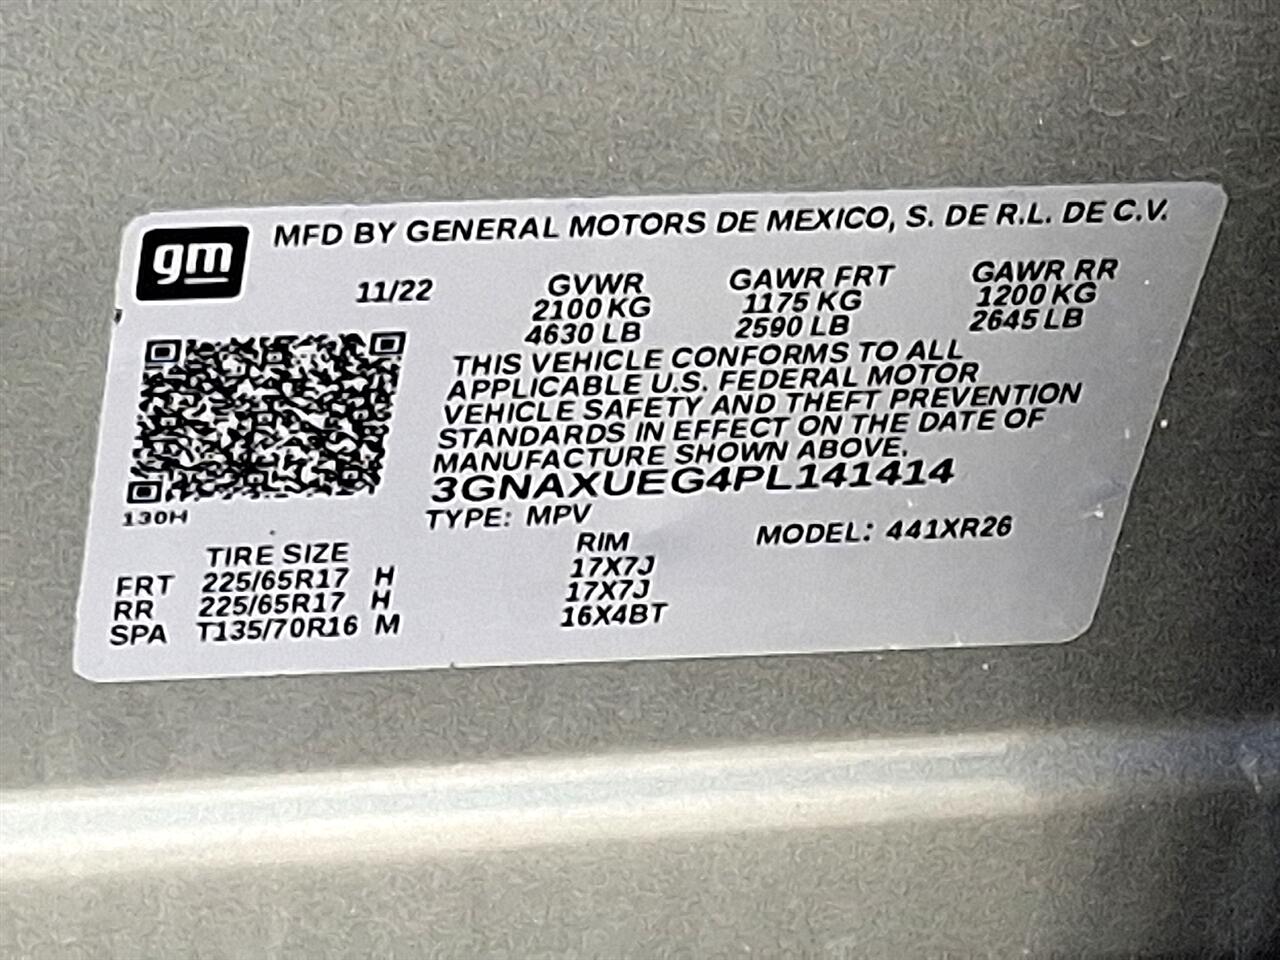 gm
MFD BY GENERAL MOTORS DE MEXICO, S. DE R.L. DE C.V.
11/22 GVWR GAWR FRT GAWR RR
2100 KG 1175 KG 1200 KG
4630 LB 2590 LB 2645 LB
THIS VEHICLE CONFORMS TO ALL
APPLICABLE U.S. FEDERAL MOTOR
VEHICLE SAFETY AND THEFT PREVENTION
STANDARDS IN EFFECT ON THE DATE OF
MANUFACTURE SHOWN ABOVE.
3GNAXUEG4PL141414
130H
TYPE: MPV MODEL: 441XR26
TIRE SIZE RIM
FRT 225/65R17 H 17X7J
RR 225/65R17 H 17X7J
SPA T135/70R16 M 16X4BT